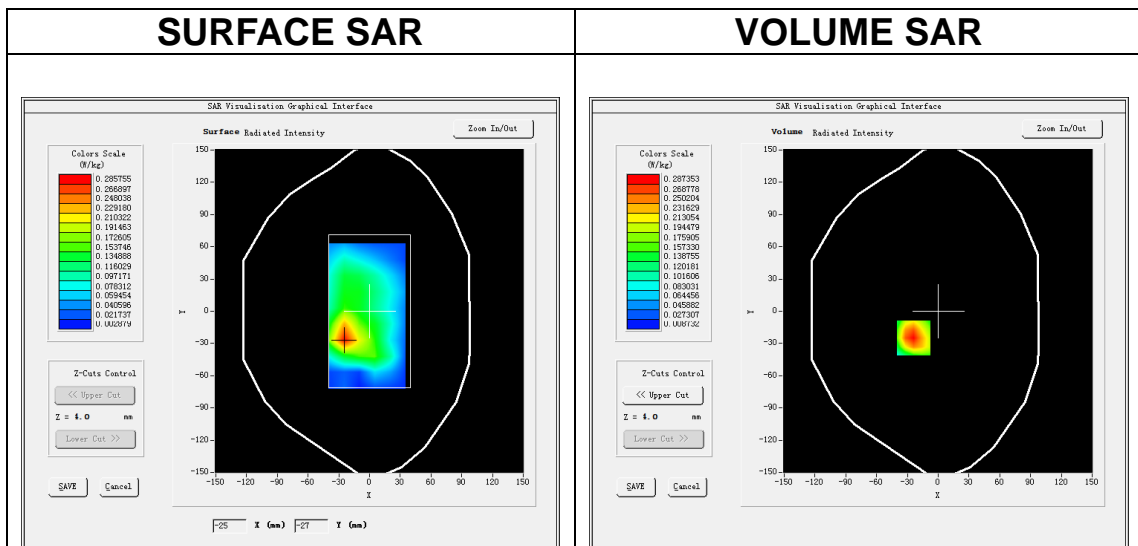 SURFACE SAR
VOLUME SAR
SAR Visualisation Graphical Interface
Surface Radiated Intensity
Zoom In/Out
Colors Scale
(W/kg)
0.285755
0.266897
0.248038
0.229180
0.210322
0.191463
0.172605
0.153746
0.134888
0.116029
0.097171
0.078312
0.059454
0.040596
0.021737
0.002879
Z-Cuts Control
<< Upper Cut
Z = 4.0 mm
Lower Cut >>
SAVE Cancel
150
120
90
60
30
0
-30
-60
-90
-120
-150
Y
-150 -120 -90 -60 -30 0 30 60 90 120 150
X
-25 X (mm) -27 Y (mm)
SAR Visualisation Graphical Interface
Volume Radiated Intensity
Zoom In/Out
Colors Scale
(W/kg)
0.287353
0.268778
0.250204
0.231629
0.213054
0.194479
0.175905
0.157330
0.138755
0.120181
0.101606
0.083031
0.064456
0.045882
0.027307
0.008732
Z-Cuts Control
<< Upper Cut
Z = 4.0 mm
Lower Cut >>
SAVE Cancel
150
120
90
60
30
0
-30
-60
-90
-120
-150
Y
-150 -120 -90 -60 -30 0 30 60 90 120 150
X